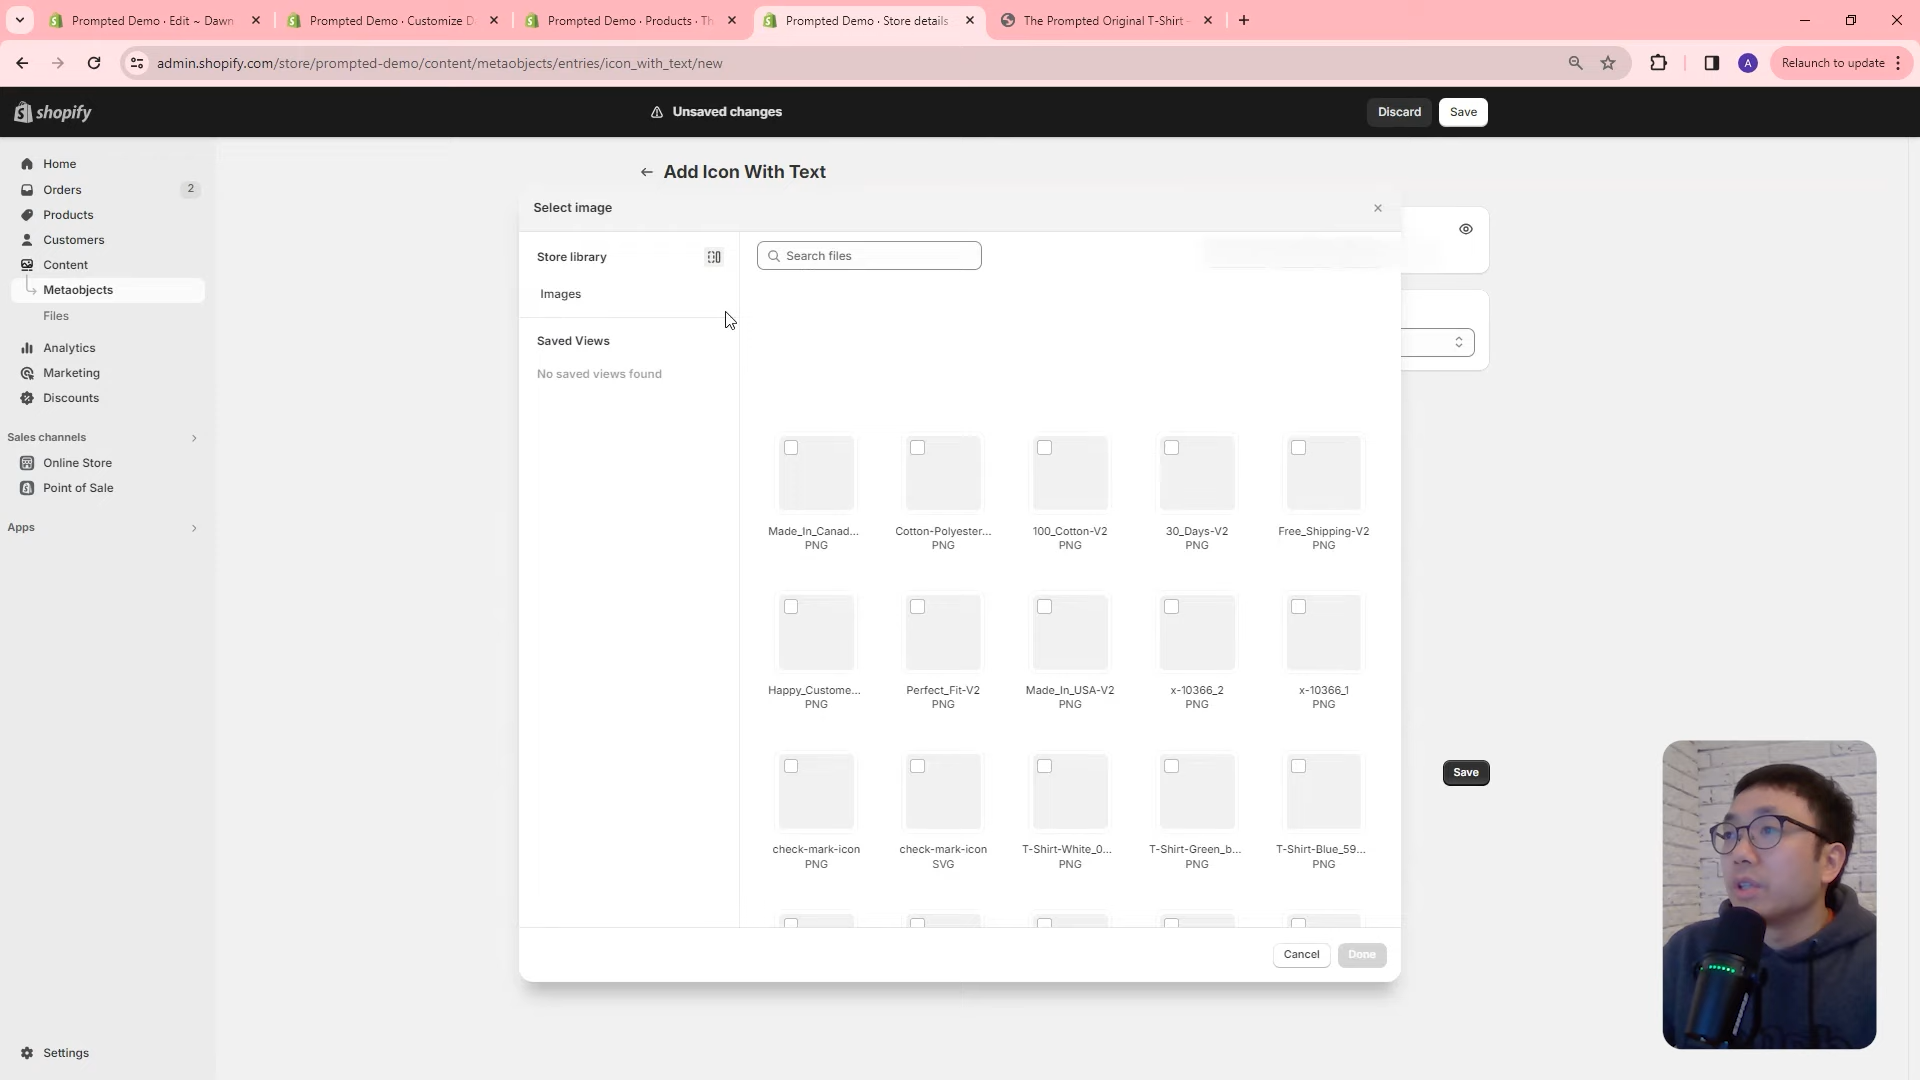 Prompted Demo · Edit ~ Dawn
Prompted Demo · Customize D
Prompted Demo · Products · Th
Prompted Demo · Store details
The Prompted Original T-Shirt
admin.shopify.com/store/prompted-demo/content/metaobjects/entries/icon_with_text/new
A
Relaunch to update
shopify
Unsaved changes
Discard
Save
Home
Orders
2
Products
Customers
Content
Metaobjects
Files
Analytics
Marketing
Discounts
Sales channels
Online Store
Point of Sale
Apps
Settings
Add Icon With Text
Select image
Store library
Images
Saved Views
No saved views found
Search files
Made_In_Canad...
PNG
Cotton-Polyester...
PNG
100_Cotton-V2
PNG
30_Days-V2
PNG
Free_Shipping-V2
PNG
Happy_Custome...
PNG
Perfect_Fit-V2
PNG
Made_In_USA-V2
PNG
x-10366_2
PNG
x-10366_1
PNG
check-mark-icon
PNG
check-mark-icon
SVG
T-Shirt-White_0...
PNG
T-Shirt-Green_b...
PNG
T-Shirt-Blue_59...
PNG
Cancel
Done
Save